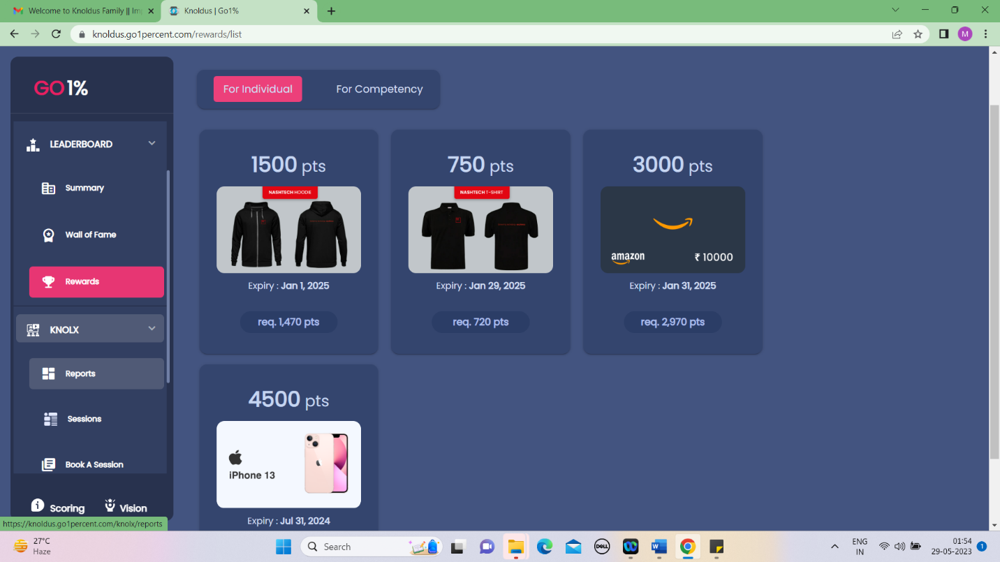 Welcome to Knoldus Family || Im
Knoldus | Go1%
knoldus.go1percent.com/rewards/list
M
GO1%
LEADERBOARD
Summary
Wall of Fame
Rewards
KNOLX
Reports
Sessions
Book A Session
Scoring
Vision
For Individual
For Competency
1500 pts
NASHTECH HOODIE
Expiry : Jan 1, 2025
req. 1,470 pts
750 pts
NASHTECH T-SHIRT
Expiry : Jan 29, 2025
req. 720 pts
3000 pts
amazon
₹ 10000
Expiry : Jan 31, 2025
req. 2,970 pts
4500 pts
iPhone 13
Expiry : Jul 31, 2024
https://knoldus.go1percent.com/knolx/reports
27°C
Haze
Search
DELL
W
ENG
IN
01:54
29-05-2023
1